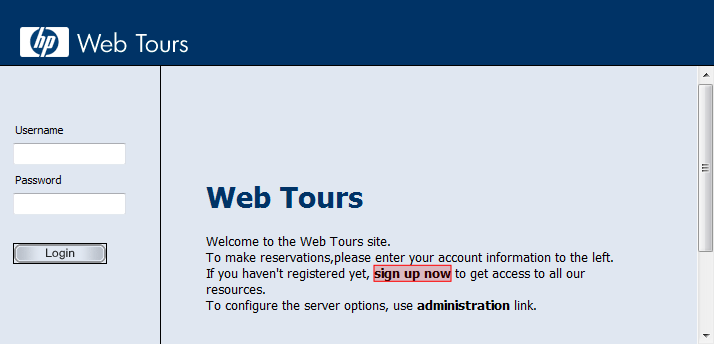 hp Web Tours
Username
Password
Login
Web Tours
Welcome to the Web Tours site.
To make reservations,please enter your account information to the left.
If you haven't registered yet, sign up now to get access to all our
resources.
To configure the server options, use administration link.